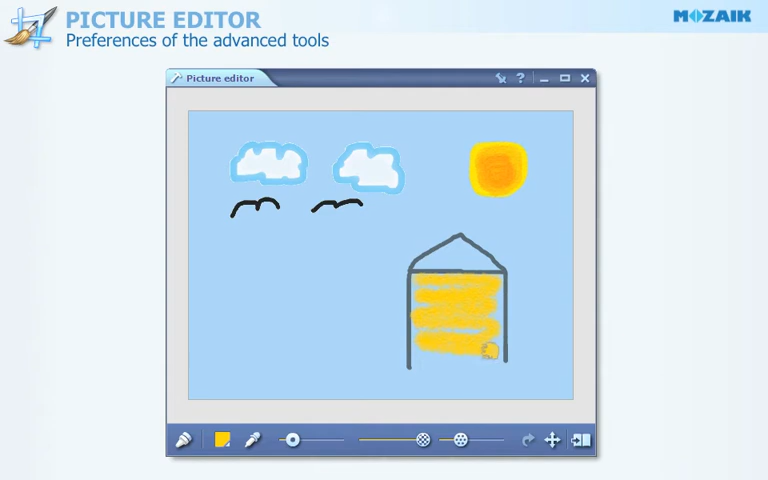 PICTURE EDITOR
MOZAIK
Preferences of the advanced tools
Picture editor